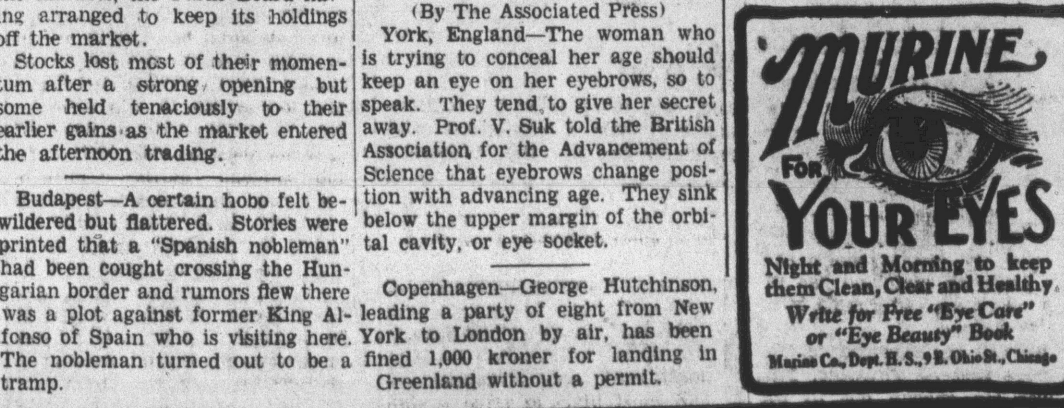 ing arranged to keep its holdings
off the market.
Stocks lost most of their momen-
tum after a strong opening but
some held tenaciously to their
earlier gains as the market entered
the afternoon trading.
Budapest—A certain hobo felt be-
wildered but flattered. Stories were
printed that a "Spanish nobleman"
had been cought crossing the Hun-
garian border and rumors flew there
was a plot against former King Al-
fonso of Spain who is visiting here.
The nobleman turned out to be a
tramp.
(By The Associated Press)
York, England—The woman who
is trying to conceal her age should
keep an eye on her eyebrows, so to
speak. They tend to give her secret
away. Prof. V. Suk told the British
Association for the Advancement of
Science that eyebrows change posi-
tion with advancing age. They sink
below the upper margin of the orbi-
tal cavity, or eye socket.
Copenhagen—George Hutchinson,
leading a party of eight from New
York to London by air, has been
fined 1,000 kroner for landing in
Greenland without a permit.
MURINE
FOR
YOUR EYES
Night and Morning to keep
them Clean, Clear and Healthy
Write for Free "Eye Care"
or "Eye Beauty" Book
Murine Co., Dept. H. S., 9 E. Ohio St., Chicago